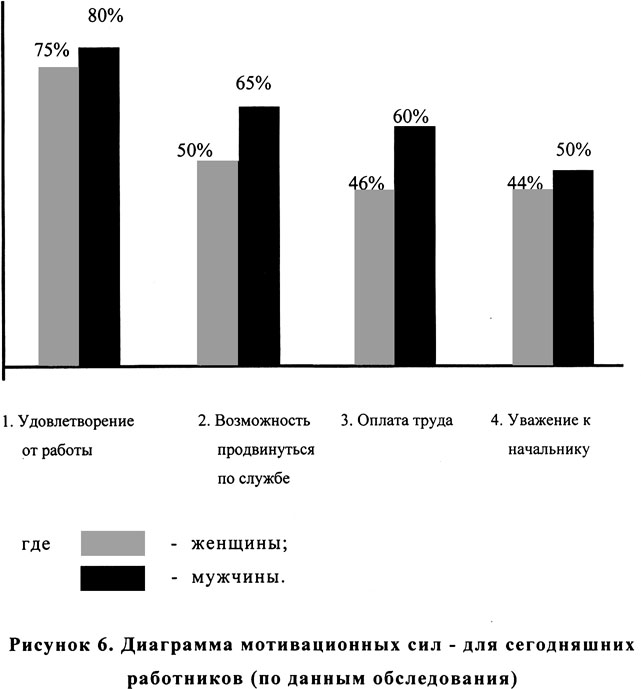 80%
75%
65%
50%
60%
46%
50%
44%
1. Удовлетворение
от работы
2. Возможность
продвинуться
по службе
3. Оплата труда
4. Уважение к
начальнику
где
- женщины;
- мужчины.
Рисунок 6. Диаграмма мотивационных сил - для сегодняшних
работников (по данным обследования)